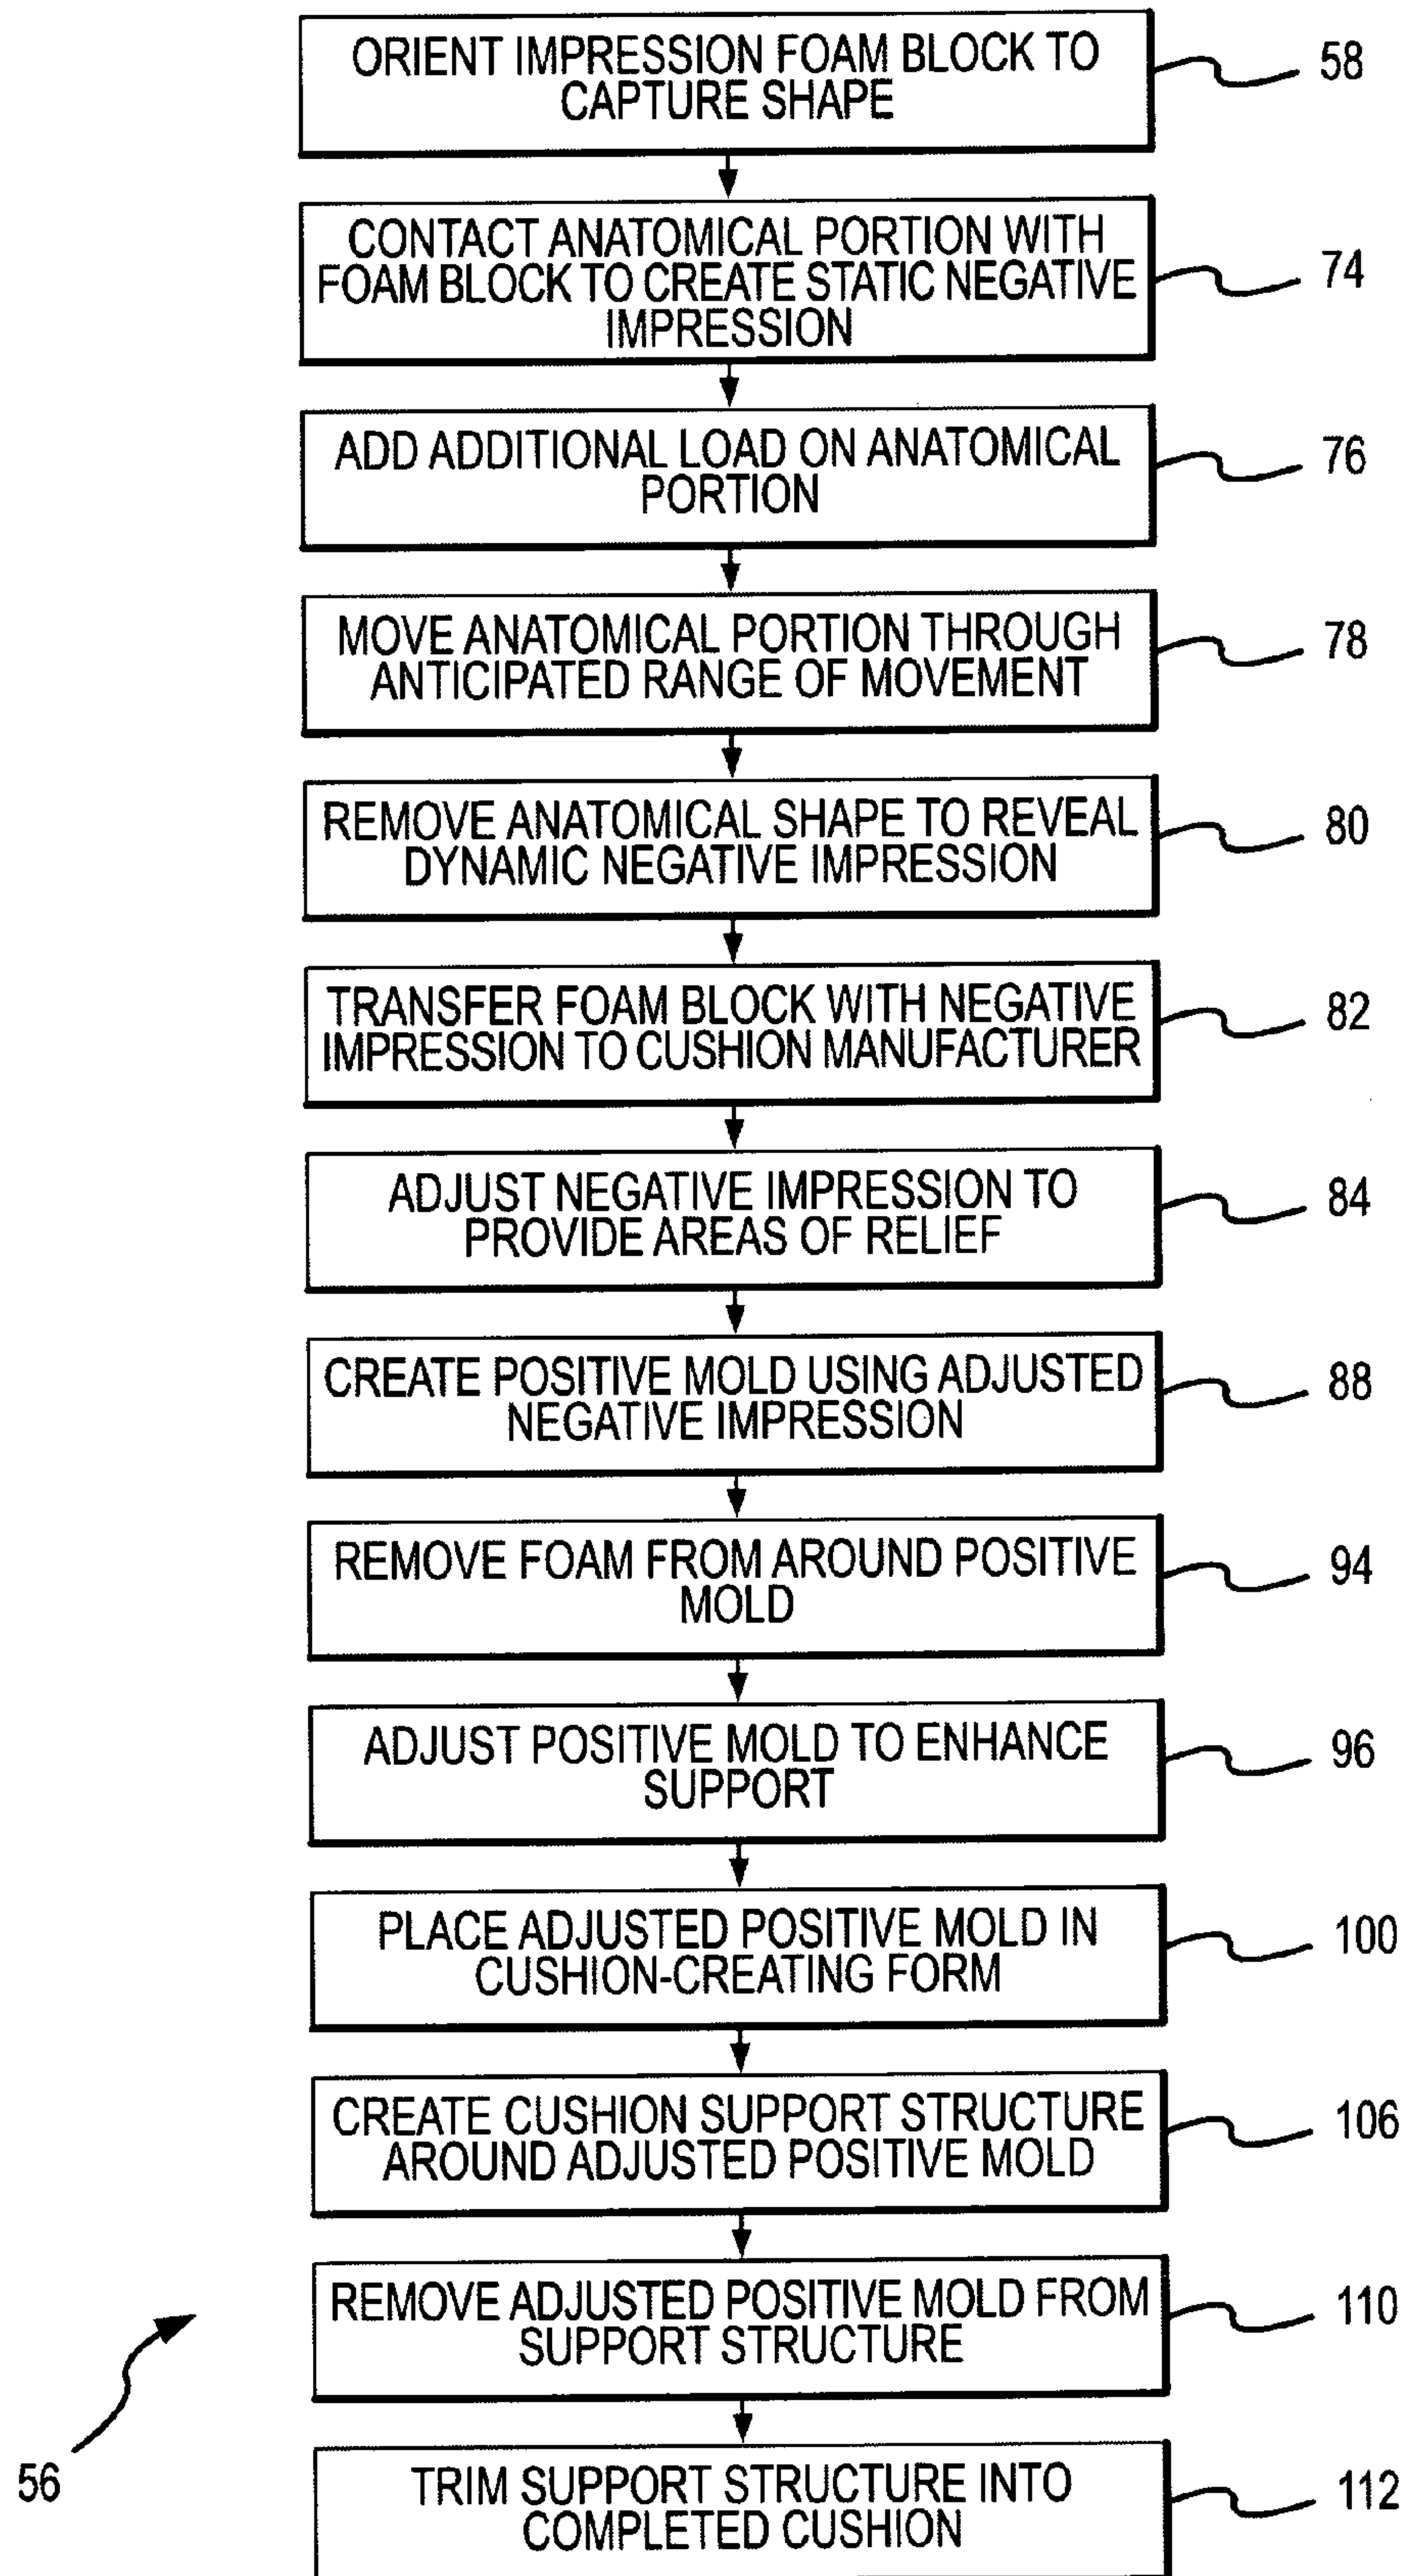 ORIENT IMPRESSION FOAM BLOCK TO
CAPTURE SHAPE
58
CONTACT ANATOMICAL PORTION WITH
FOAM BLOCK TO CREATE STATIC NEGATIVE
IMPRESSION
74
ADD ADDITIONAL LOAD ON ANATOMICAL
PORTION
76
MOVE ANATOMICAL PORTION THROUGH
ANTICIPATED RANGE OF MOVEMENT
78
REMOVE ANATOMICAL SHAPE TO REVEAL
DYNAMIC NEGATIVE IMPRESSION
80
TRANSFER FOAM BLOCK WITH NEGATIVE
IMPRESSION TO CUSHION MANUFACTURER
82
ADJUST NEGATIVE IMPRESSION TO
PROVIDE AREAS OF RELIEF
84
CREATE POSITIVE MOLD USING ADJUSTED
NEGATIVE IMPRESSION
88
REMOVE FOAM FROM AROUND POSITIVE
MOLD
94
ADJUST POSITIVE MOLD TO ENHANCE
SUPPORT
96
PLACE ADJUSTED POSITIVE MOLD IN
CUSHION-CREATING FORM
100
CREATE CUSHION SUPPORT STRUCTURE
AROUND ADJUSTED POSITIVE MOLD
106
REMOVE ADJUSTED POSITIVE MOLD FROM
SUPPORT STRUCTURE
110
56
TRIM SUPPORT STRUCTURE INTO
COMPLETED CUSHION
112